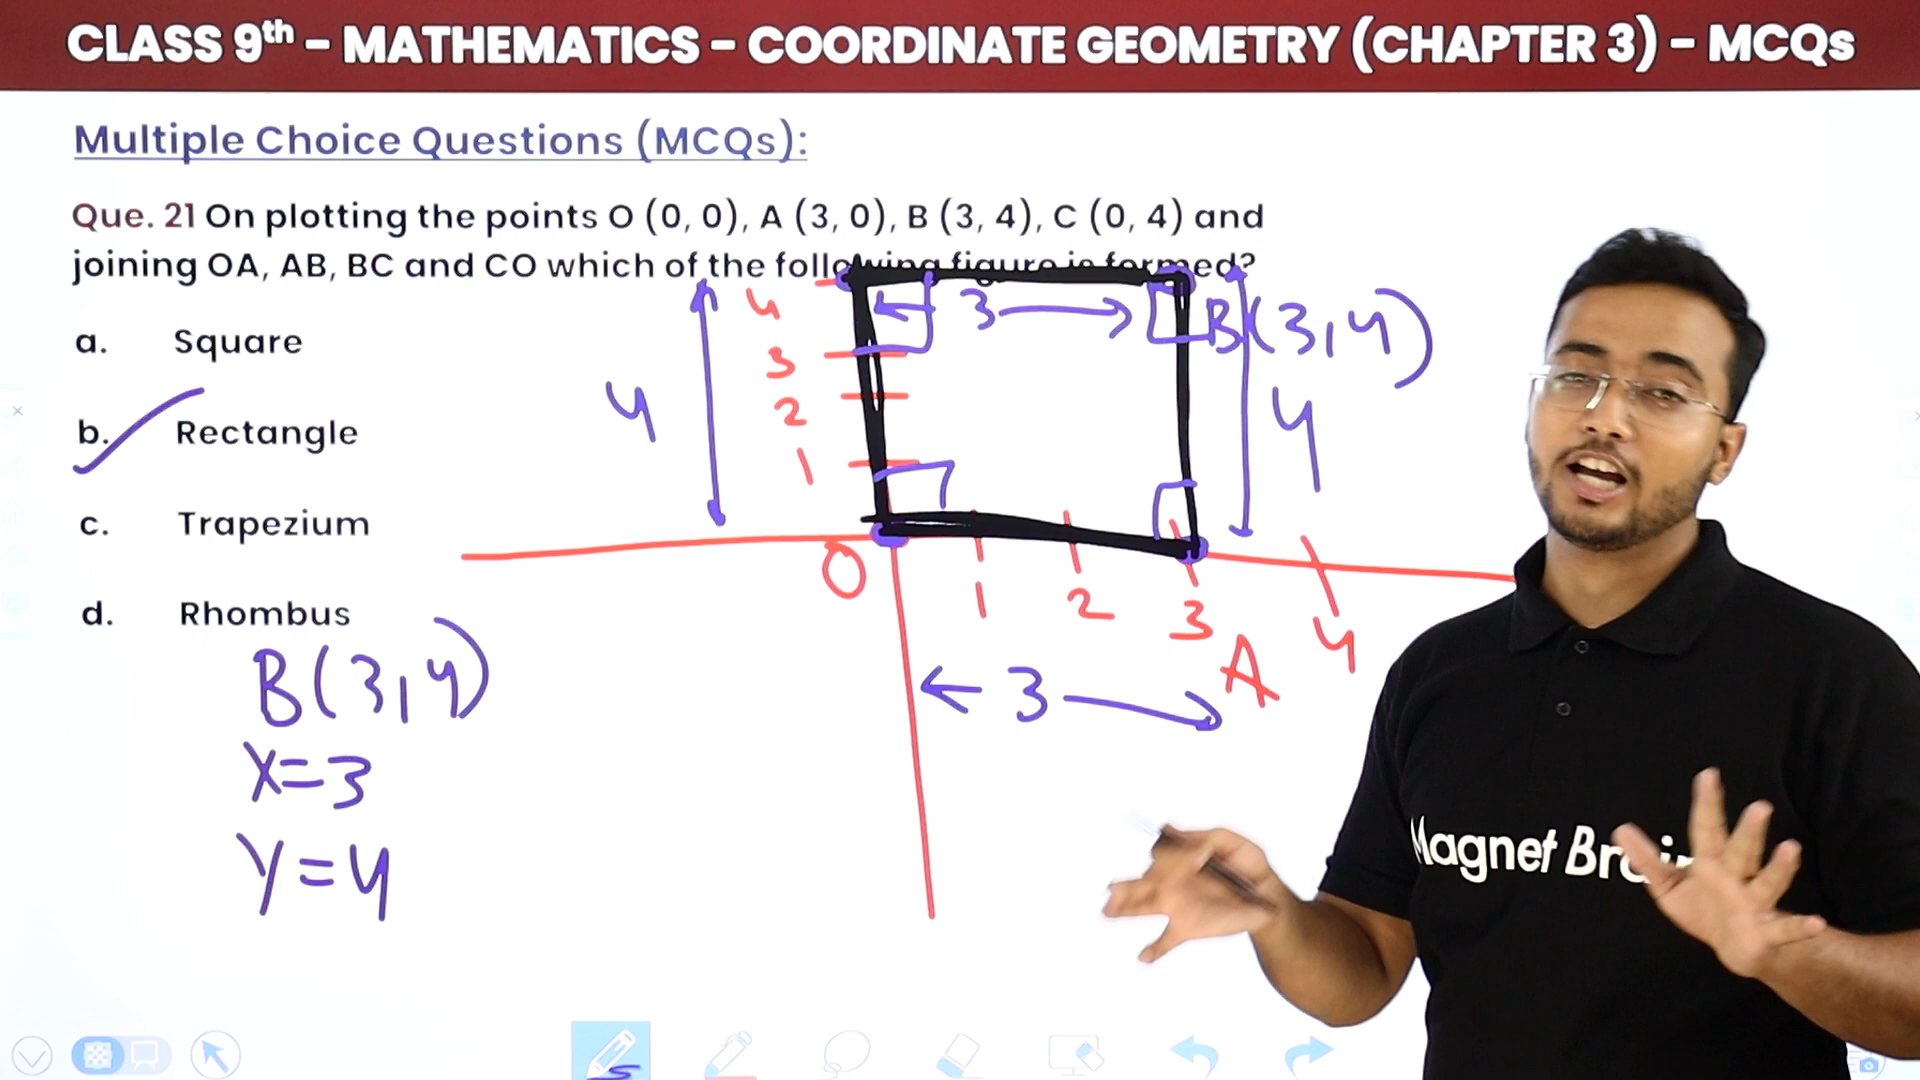 CLASS 9th – MATHEMATICS – COORDINATE GEOMETRY (CHAPTER 3) – MCQs
Multiple Choice Questions (MCQs):
Que. 21 On plotting the points O (0, 0), A (3, 0), B (3, 4), C (0, 4) and
joining OA, AB, BC and CO which of the following figure is formed?
a. Square
b. Rectangle
c. Trapezium
d. Rhombus
B(3,4)
x=3
y=4
4
3
2
1
4
3
B(3,4)
4
O
1
2
3
4
A
3
Magnet Brai